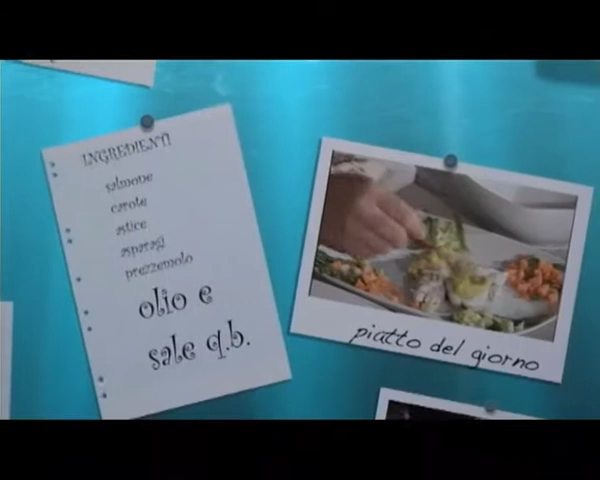 INGREDIENTI
salmone
carote
astice
asparagi
prezzemolo
olio e
sale q.b.
piatto del giorno